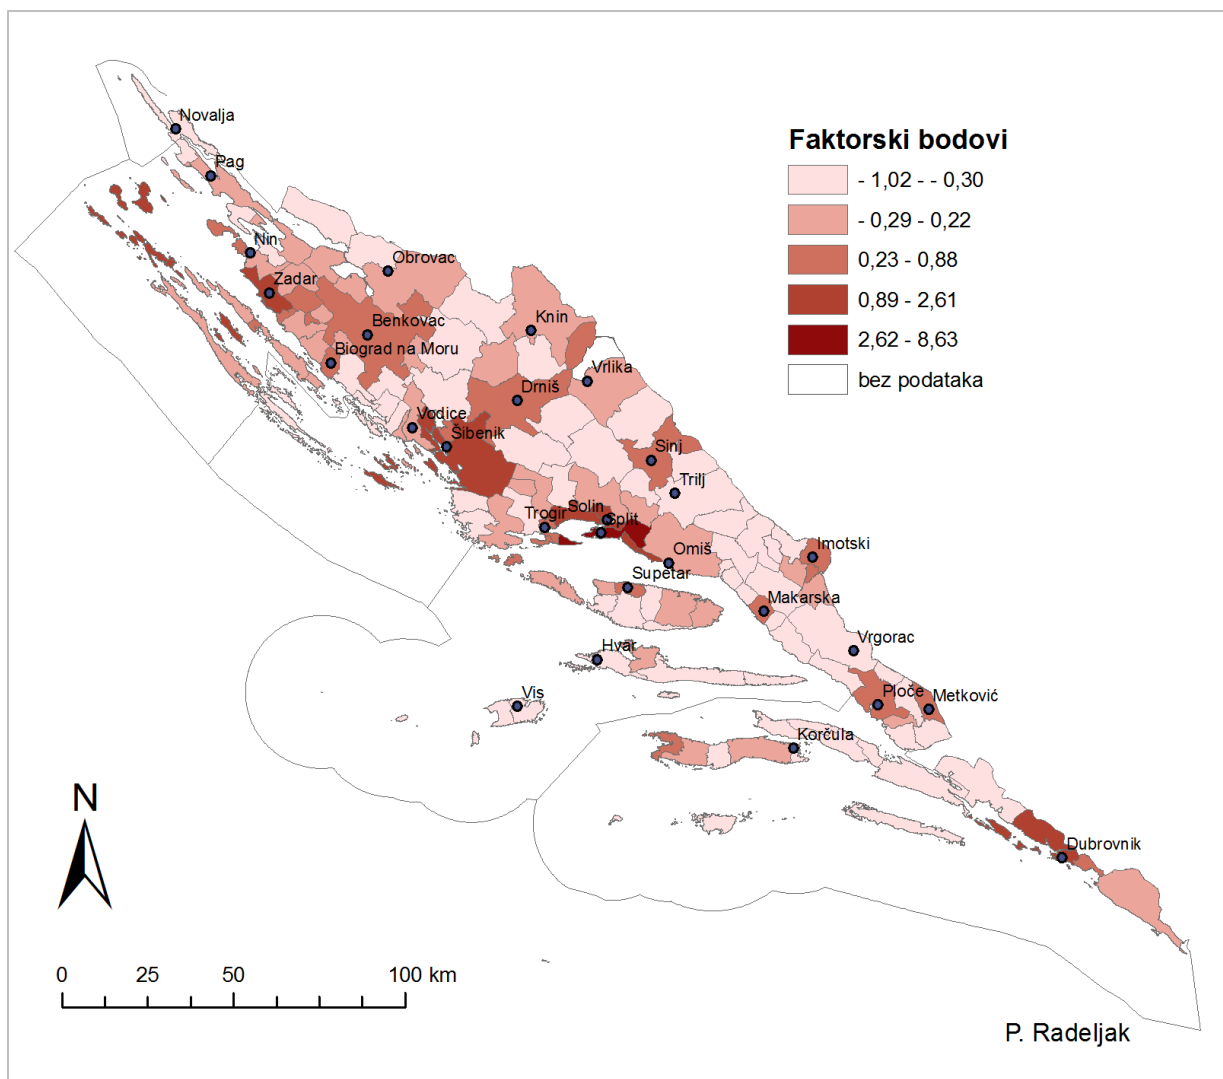 Novalja
Pag
Faktorski bodovi
- 1,02 - - 0,30
- 0,29 - 0,22
0,23 - 0,88
0,89 - 2,61
2,62 - 8,63
bez podataka
Nin
Obrovac
Zadar
Knin
Benkovac
Biograd na Moru
Vrlika
Drniš
Vodice
Šibenik
Sinj
Trilj
Solin
Trogir
Split
Omiš
Imotski
Supetar
Makarska
Hvar
Vrgorac
Vis
Ploče
Metković
Korčula
N
Dubrovnik
0 25 50 100 km
P. Radeljak